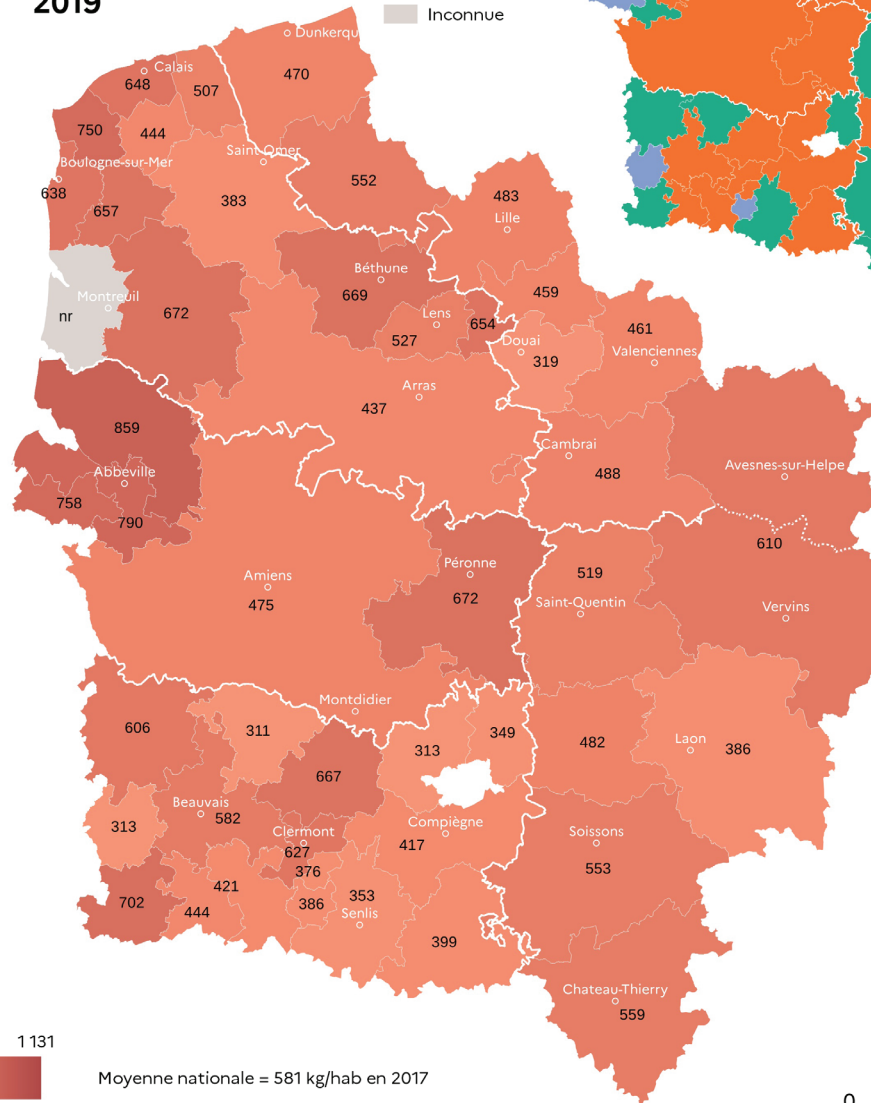 2019
Inconnue
Dunkerqu
Calais
470
648
507
750
444
Boulogne-sur-Mer
Saint-Omer
552
638
383
657
483
Lille
Béthune
669
459
Montreuil
nr
672
Lens
654
527
Douai
319
461
Valenciennes
Arras
437
859
Cambrai
488
Avesnes-sur-Helpe
Abbeville
758
790
610
Péronne
672
519
Amiens
475
Saint-Quentin
Vervins
Montdidier
606
311
349
313
482
Laon
386
667
Beauvais
582
313
Clermont
627
Compiègne
417
Soissons
553
376
421
386
353
702
444
Senlis
399
Chateau-Thierry
559
1 131
Moyenne nationale = 581 kg/hab en 2017
0